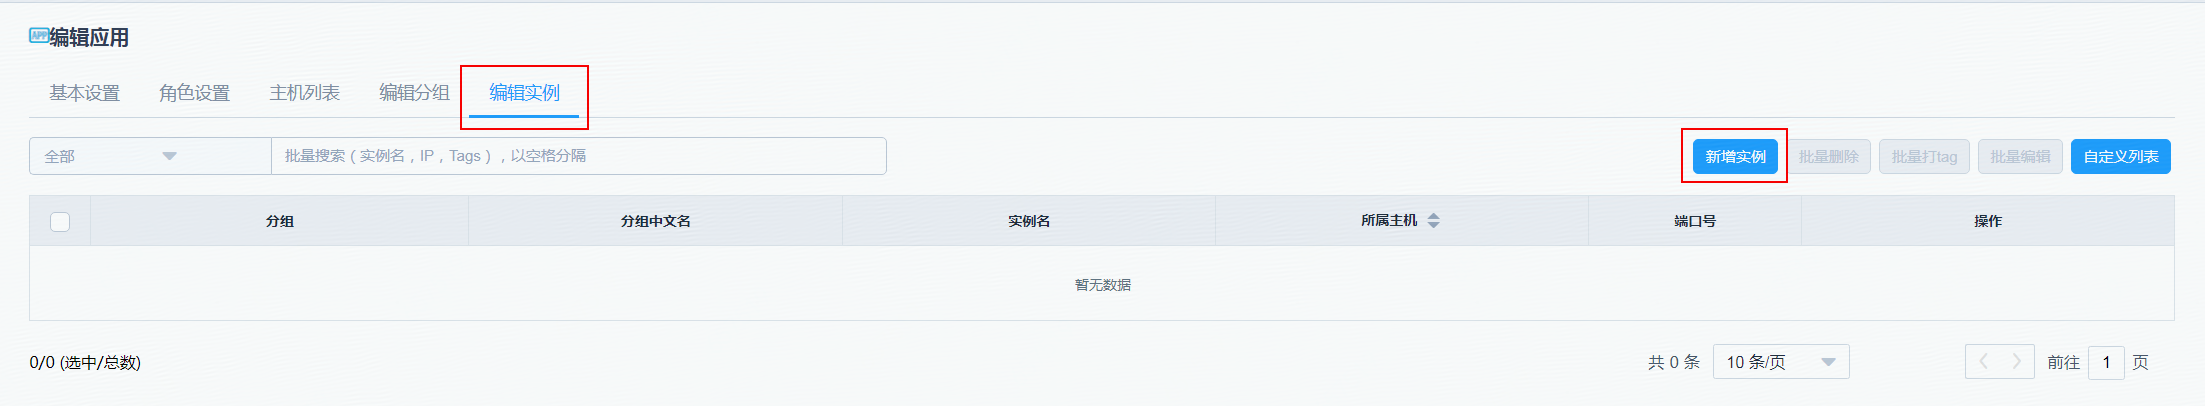 APP 编辑应用
基本设置 角色设置 主机列表 编辑分组 编辑实例
全部 批量搜索（实例名，IP，Tags），以空格分隔 新增实例 批量删除 批量打tag 批量编辑 自定义列表
分组 分组中文名 实例名 所属主机 端口号 操作
暂无数据
0/0 (选中/总数) 共 0 条 10 条/页 前往 1 页